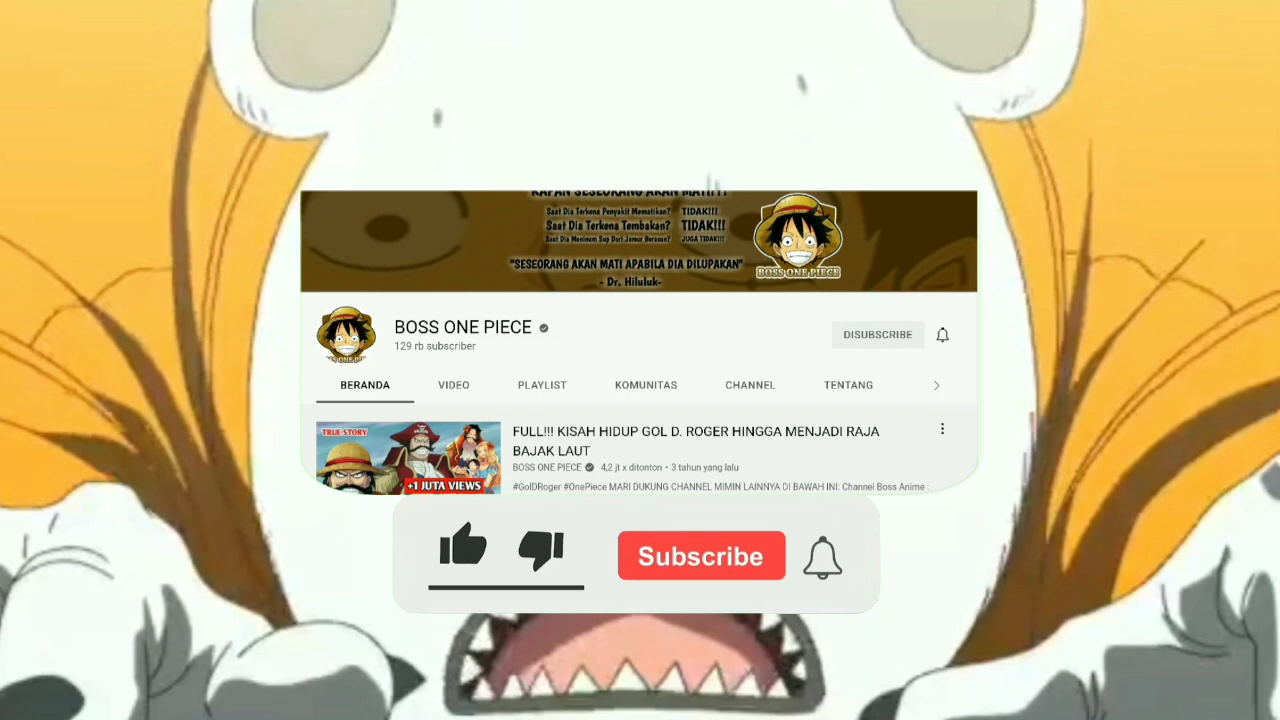 KAPAN SESEORANG AKAN MATI???
Saat Dia Terkena Penyakit Mematikan? TIDAK!!!
Saat Dia Terkena Tembakan? TIDAK!!!
Saat Dia Meminum Sup Dari Jamur Beracun? JUGA TIDAK!!!
"SESEORANG AKAN MATI APABILA DIA DILUPAKAN"
- Dr. Hiluluk-
BOSS ONE PIECE
BOSS ONE PIECE
129 rb subscriber
DISUBSCRIBE
BERANDA VIDEO PLAYLIST KOMUNITAS CHANNEL TENTANG
TRUE-STORY
+1 JUTA VIEWS
FULL!!! KISAH HIDUP GOL D. ROGER HINGGA MENJADI RAJA
BAJAK LAUT
BOSS ONE PIECE 4,2 jt x ditonton • 3 tahun yang lalu
#GolDRoger #OnePiece MARI DUKUNG CHANNEL MIMIN LAINNYA DI BAWAH INI: Channel Boss Anime :
Subscribe